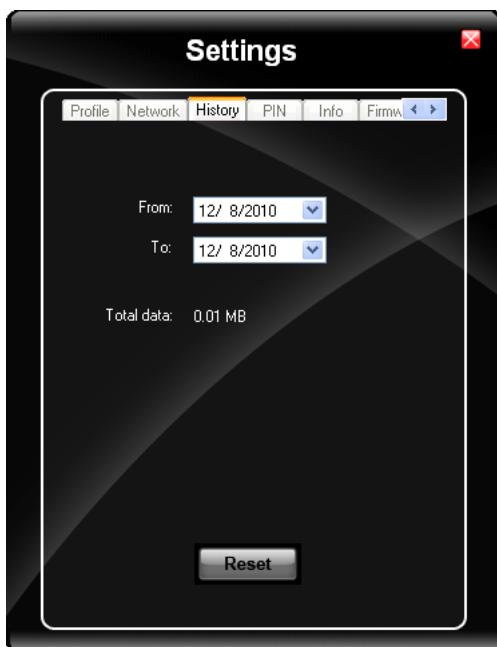 Settings
Profile Network History PIN Info Firmw
From: 12/ 8/2010
To: 12/ 8/2010
Total data: 0.01 MB
Reset